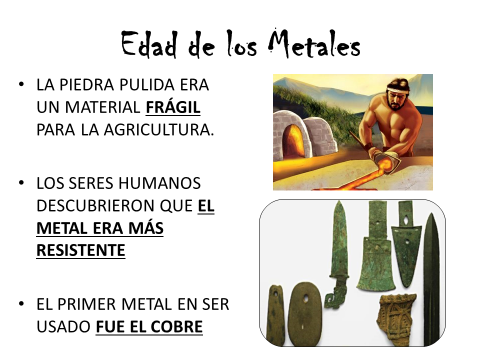 Edad de los Metales
• LA PIEDRA PULIDA ERA
UN MATERIAL FRÁGIL
PARA LA AGRICULTURA.
• LOS SERES HUMANOS
DESCUBRIERON QUE EL
METAL ERA MÁS
RESISTENTE
• EL PRIMER METAL EN SER
USADO FUE EL COBRE